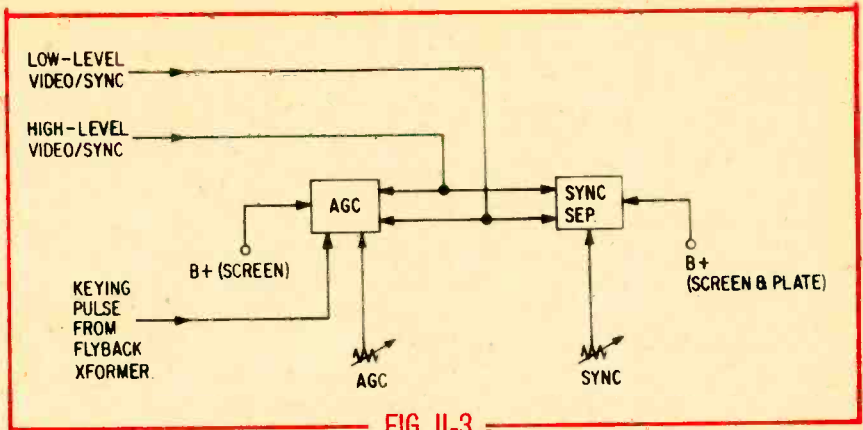 LOW-LEVEL
VIDEO/SYNC
HIGH-LEVEL
VIDEO/SYNC
AGC
SYNC
SEP.
B+ (SCREEN)
B+
(SCREEN & PLATE)
KEYING
PULSE
FROM
FLYBACK
XFORMER
AGC
SYNC
FIG. II-3